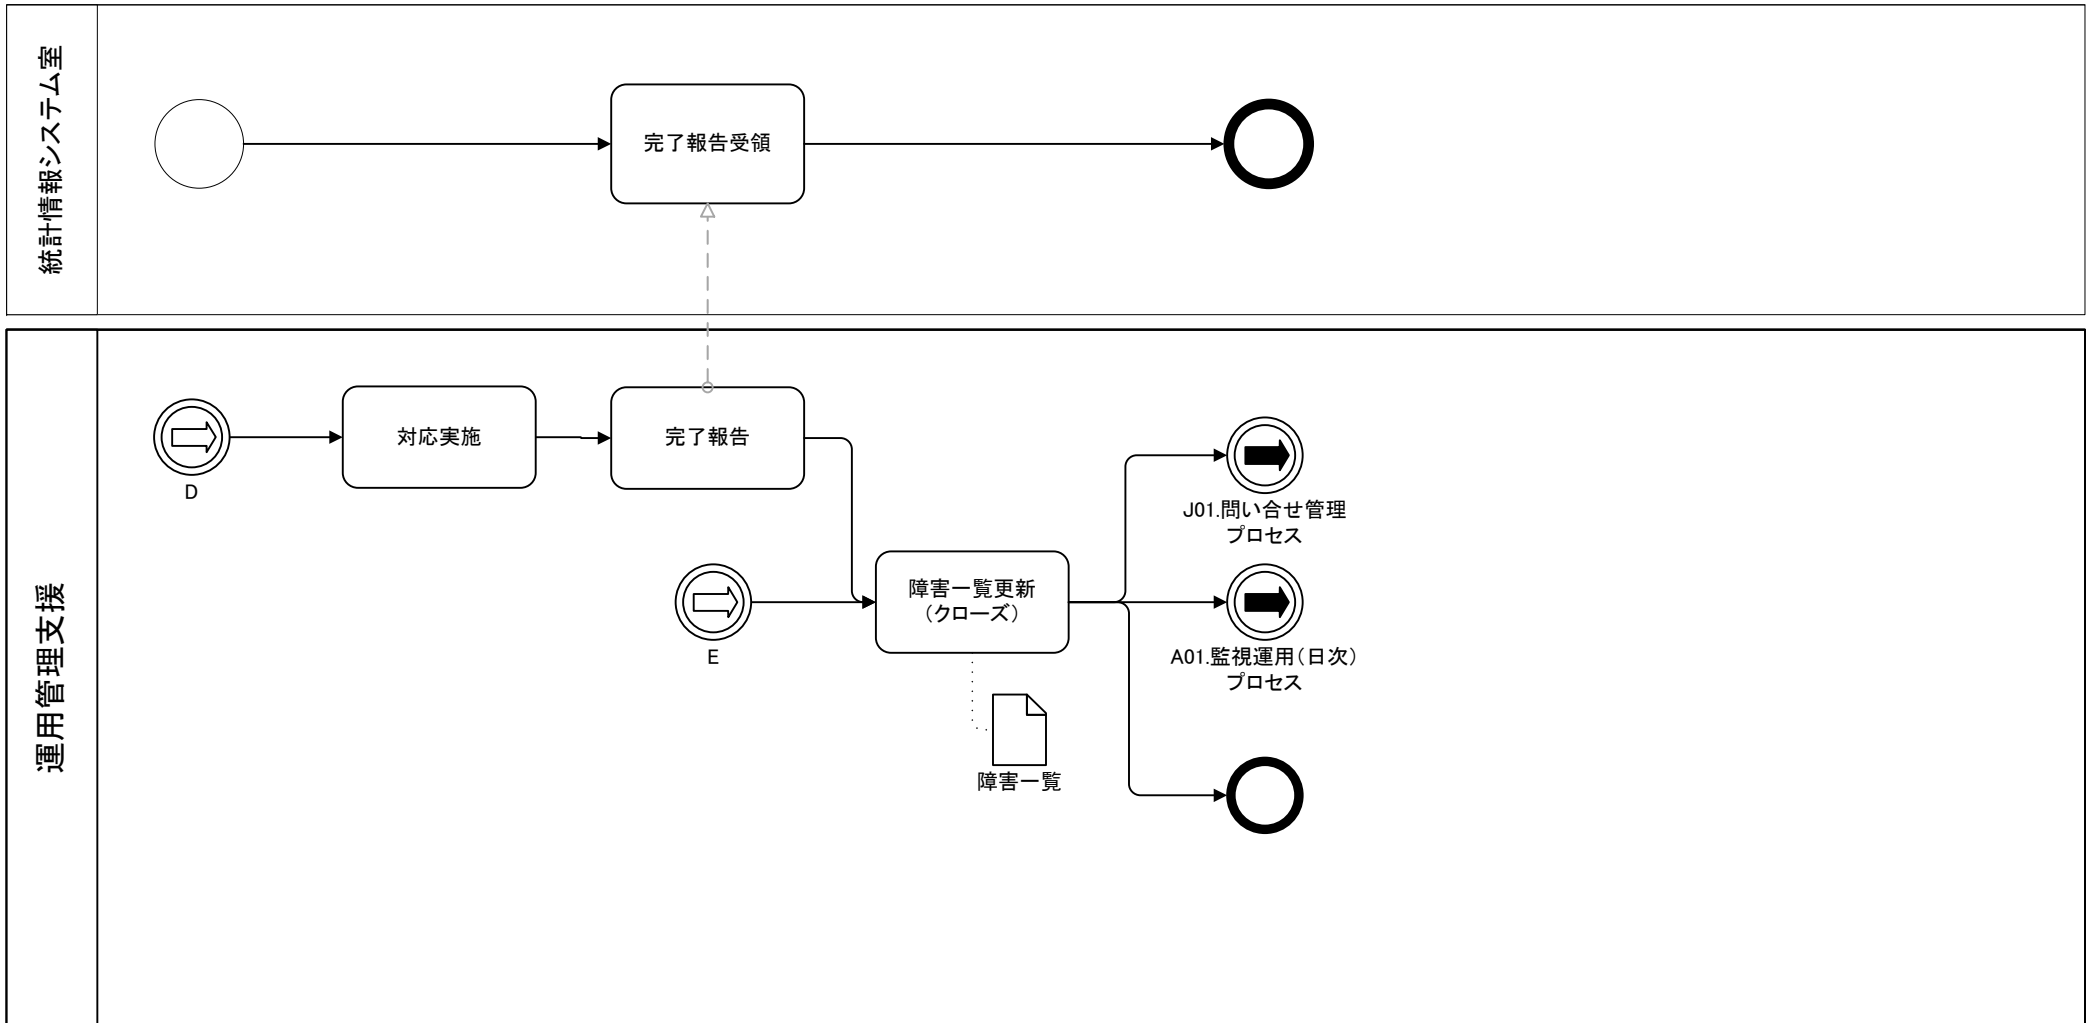 統計情報システム室
完了報告受領
運用管理支援
D
対応実施
完了報告
J01.問い合せ管理
プロセス
E
障害一覧更新
（クローズ）
A01.監視運用（日次）
プロセス
障害一覧